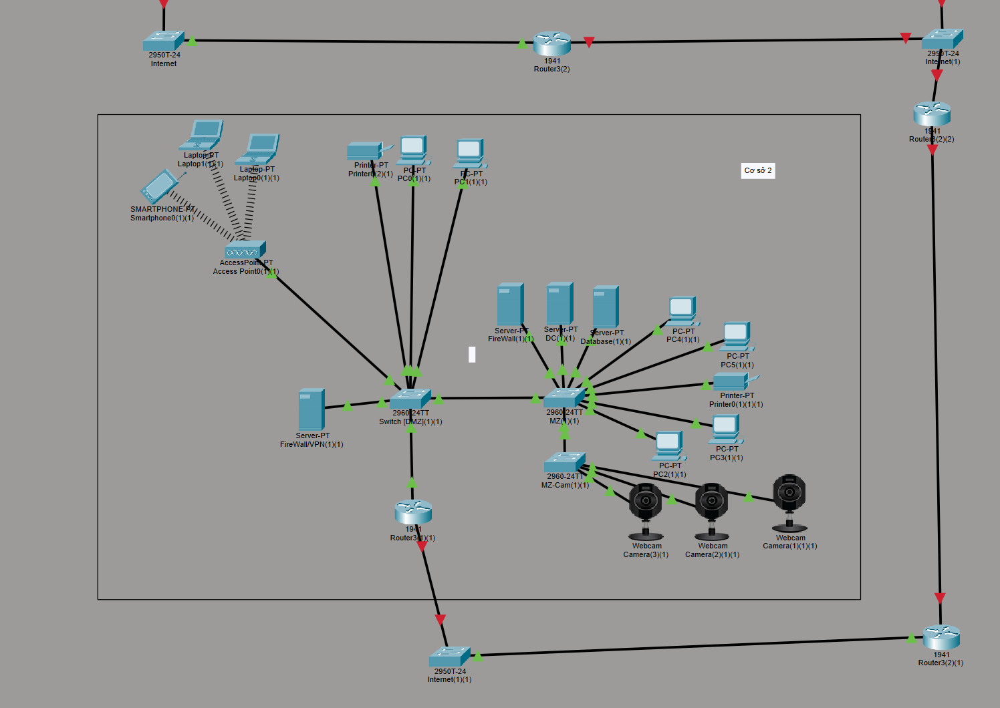 2950T-24
Internet
1941
Router3(2)
2950T-24
Internet(1)
1941
Router3(2)(2)
Laptop-PT
Laptop1(1)(1)
Laptop-PT
Laptop0(1)(1)
SMARTPHONE-PT
Smartphone0(1)(1)
AccessPoint-PT
Access Point0(1)(1)
Printer-PT
Printer0(2)(1)
PC-PT
PC0(1)(1)
PC-PT
PC1(1)(1)
Cơ sở 2
Server-PT
FireWall(1)(1)
Server-PT
DC(1)(1)
Server-PT
Database(1)(1)
PC-PT
PC4(1)(1)
PC-PT
PC5(1)(1)
Printer-PT
Printer0(1)(1)(1)
PC-PT
PC3(1)(1)
PC-PT
PC2(1)(1)
Server-PT
FireWall/VPN(1)(1)
2960-24TT
Switch [DMZ](1)(1)
2960-24TT
MZ(1)(1)
2960-24TT
MZ-Cam(1)(1)
Webcam
Camera(3)(1)
Webcam
Camera(2)(1)(1)
Webcam
Camera(1)(1)(1)
1941
Router3(1)(1)
2950T-24
Internet(1)(1)
1941
Router3(2)(1)